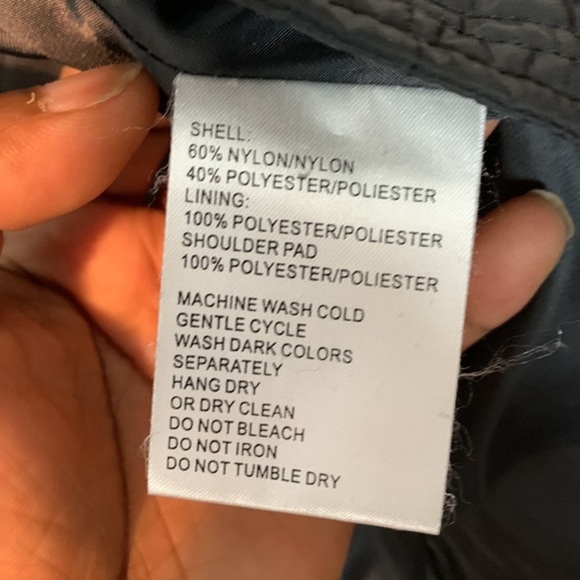 SHELL:
60% NYLON/NYLON
40% POLYESTER/POLIESTER
LINING:
100% POLYESTER/POLIESTER
SHOULDER PAD
100% POLYESTER/POLIESTER
MACHINE WASH COLD
GENTLE CYCLE
WASH DARK COLORS
SEPARATELY
HANG DRY
OR DRY CLEAN
DO NOT BLEACH
DO NOT IRON
DO NOT TUMBLE DRY